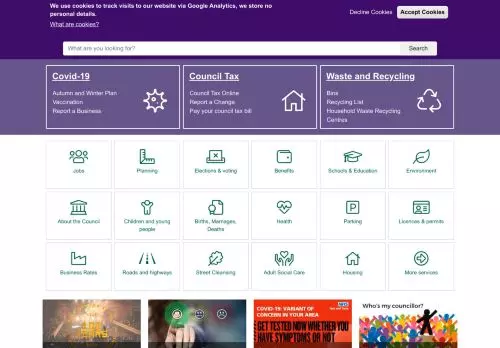 We use cookies to track visits to our website via Google Analytics, we store no
personal details.
What are cookies?
Decline Cookies
Accept Cookies
What are you looking for?
Search
Covid-19
Autumn and Winter Plan
Vaccination
Report a Business
Council Tax
Council Tax Online
Report a Change
Pay your council tax bill
Waste and Recycling
Bins
Recycling List
Household Waste Recycling
Centres
Jobs
Planning
Elections & voting
Benefits
Schools & Education
Environment
About the Council
Children and young
people
Births, Marriages,
Deaths
Health
Parking
Licences & permits
Business Rates
Roads and highways
Street Cleansing
Adult Social Care
Housing
More services
NHS
COVID-19: VARIANT OF
CONCERN IN YOUR AREA
GET TESTED NOW WHETHER YOU
HAVE SYMPTOMS OR NOT
Who's my councillor?